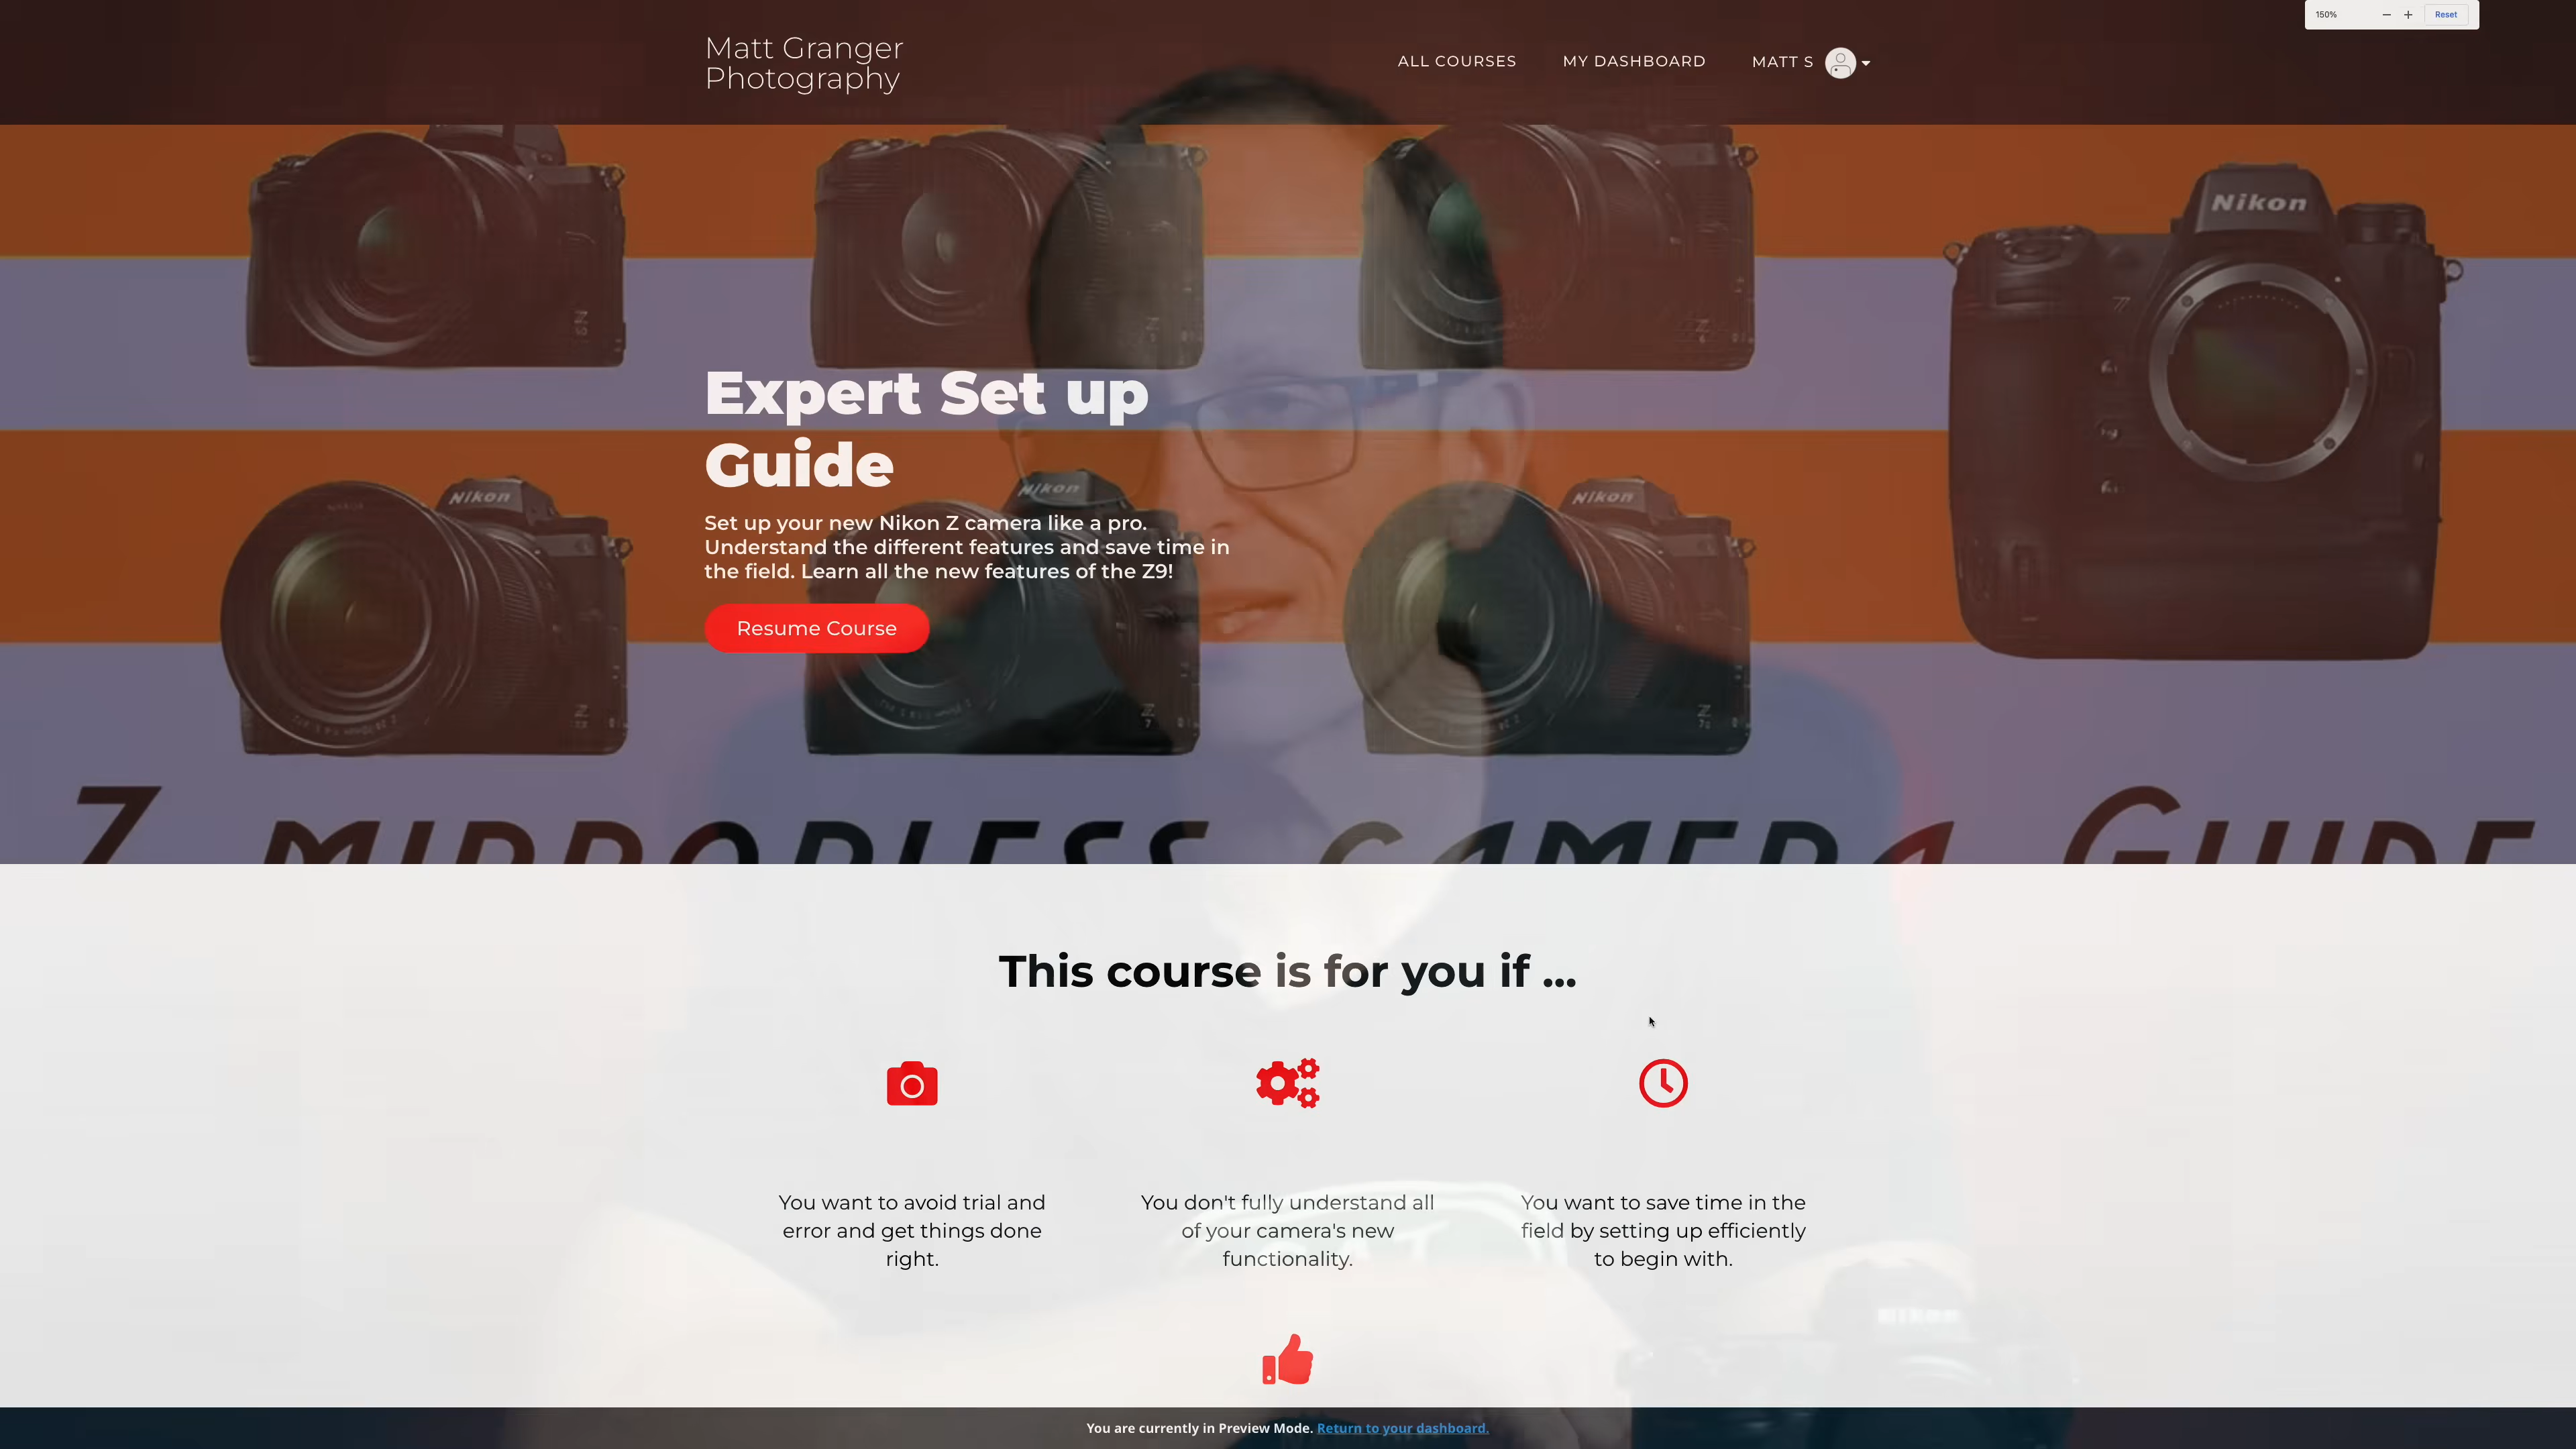 150% − + Reset
Matt Granger
Photography
ALL COURSES MY DASHBOARD MATT S
Nikon
Expert Set up
Guide
Nikon Nikon Nikon
Set up your new Nikon Z camera like a pro.
Understand the different features and save time in
the field. Learn all the new features of the Z9!
Resume Course
Z MIRRORLESS CAMERA GUIDE
This course is for you if ...
You want to avoid trial and
error and get things done
right.
You don't fully understand all
of your camera's new
functionality.
You want to save time in the
field by setting up efficiently
to begin with.
Nikon
You are currently in Preview Mode. Return to your dashboard.